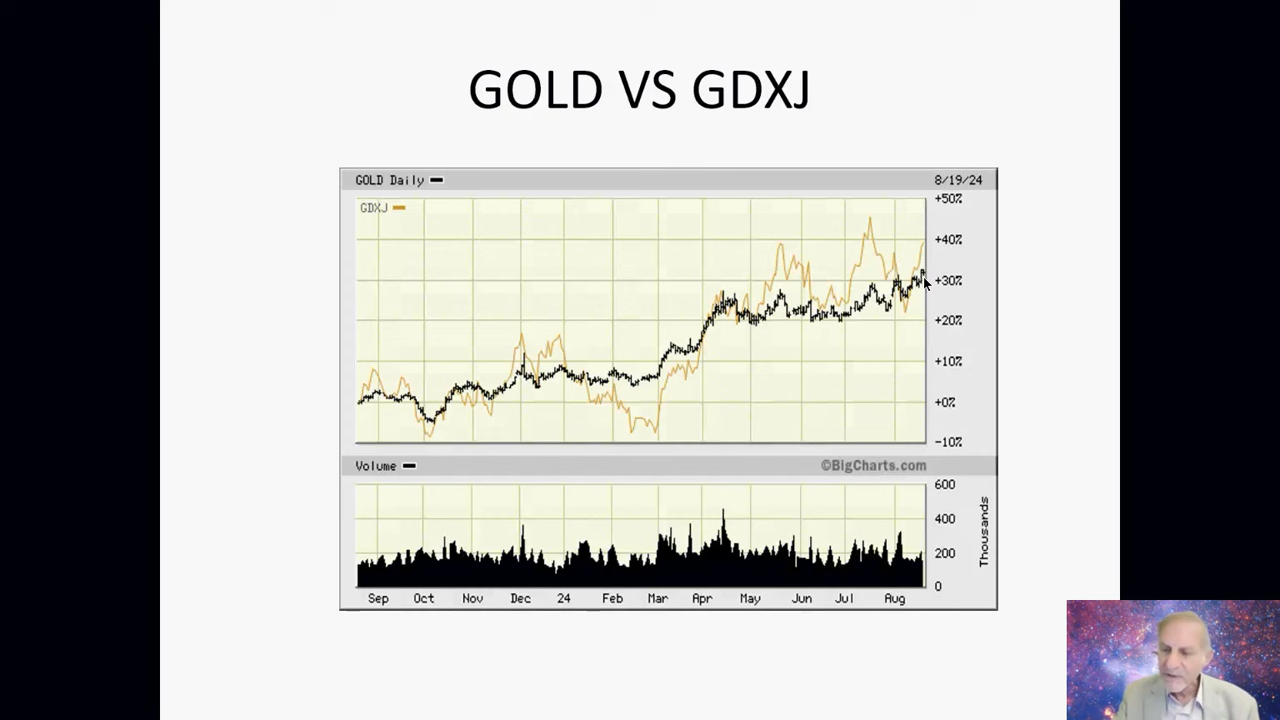 GOLD VS GDXJ
GOLD Daily
8/19/24
GDXJ
+50%
+40%
+30%
+20%
+10%
+0%
-10%
Volume
©BigCharts.com
600
400
200
0
Thousands
Sep Oct Nov Dec 24 Feb Mar Apr May Jun Jul Aug